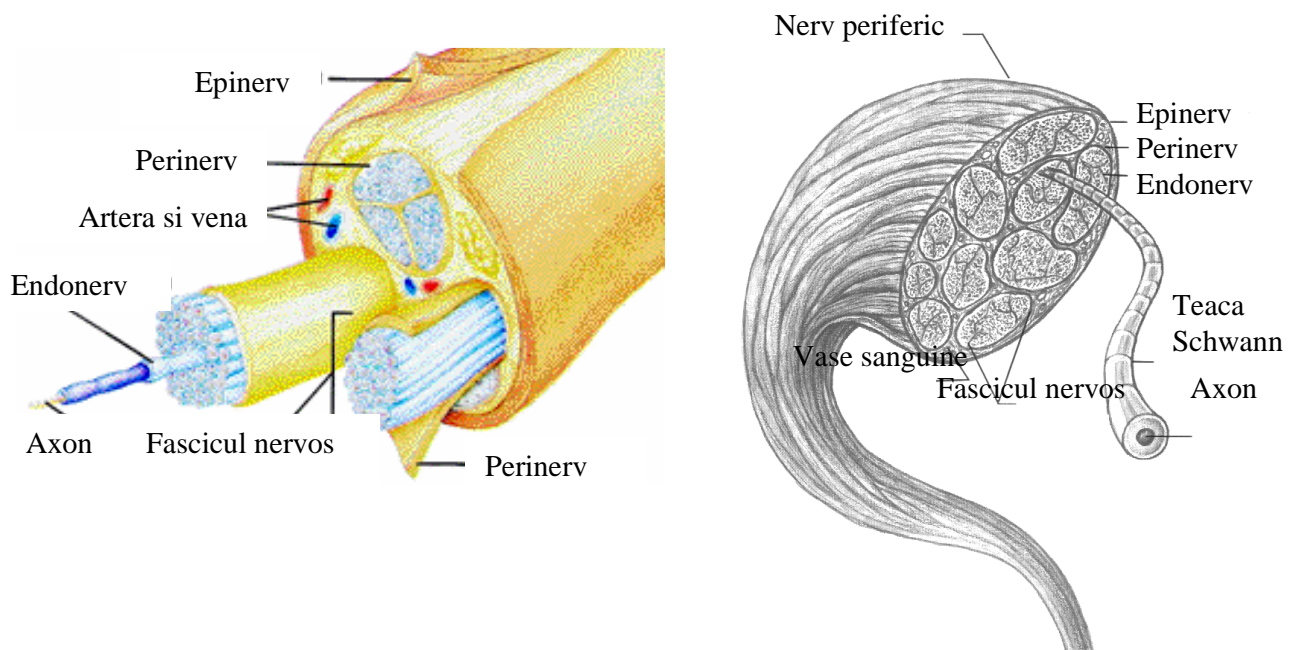 Epinerv
Perinerv
Artera si vena
Endonerv
Axon
Fascicul nervos
Perinerv
Nerv periferic
Epinerv
Perinerv
Endonerv
Teaca
Schwann
Vase sanguine
Fascicul nervos
Axon